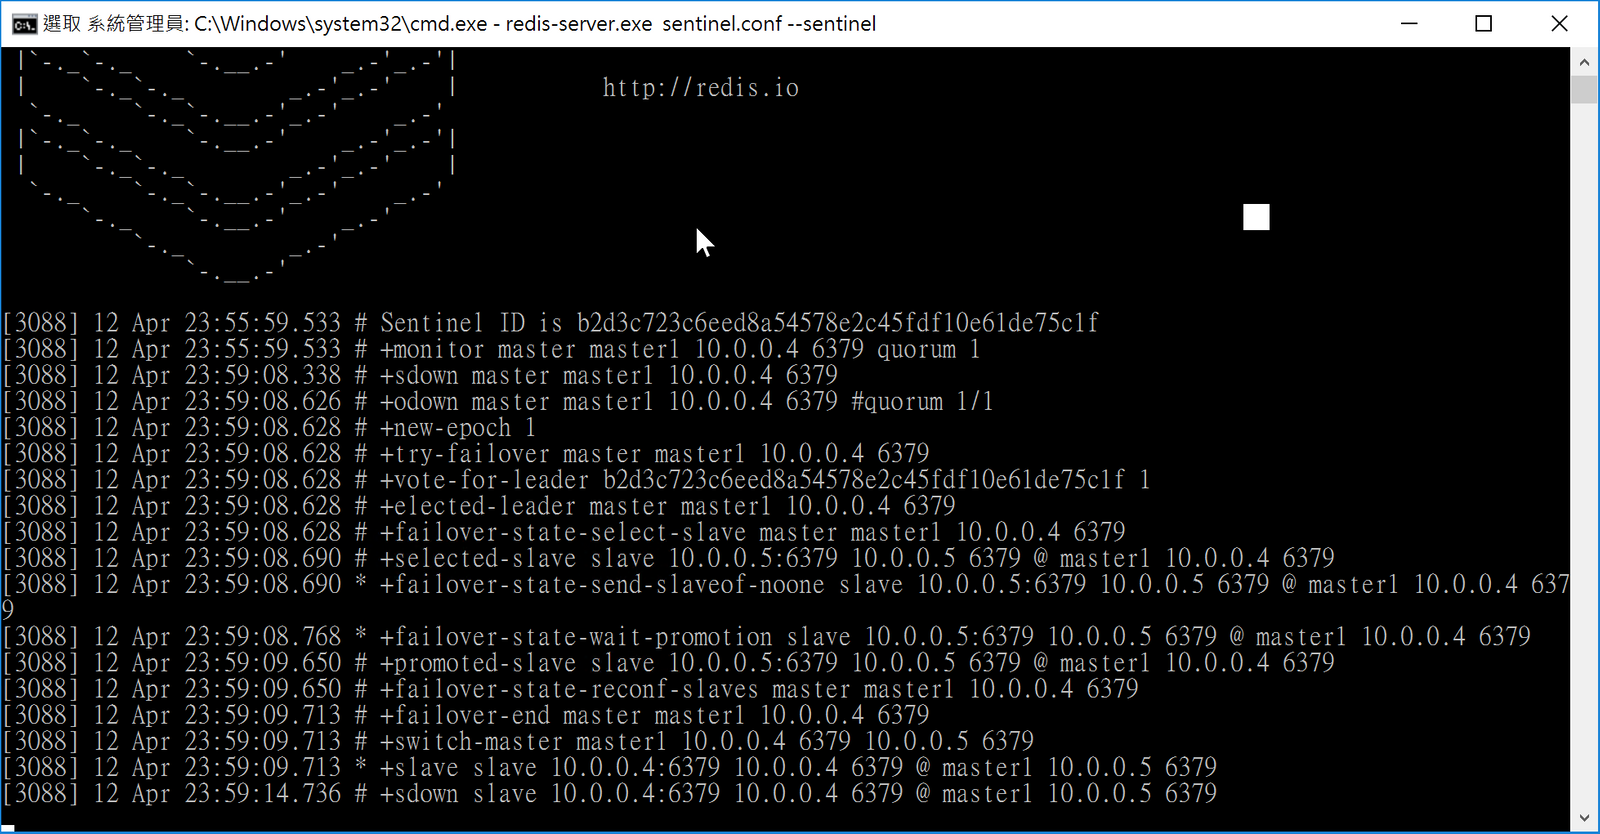 選取 系統管理員: C:\Windows\system32\cmd.exe - redis-server.exe  sentinel.conf --sentinel
http://redis.io
[3088] 12 Apr 23:55:59.533 # Sentinel ID is b2d3c723c6eed8a54578e2c45fdf10e61de75c1f
[3088] 12 Apr 23:55:59.533 # +monitor master master1 10.0.0.4 6379 quorum 1
[3088] 12 Apr 23:59:08.338 # +sdown master master1 10.0.0.4 6379
[3088] 12 Apr 23:59:08.626 # +odown master master1 10.0.0.4 6379 #quorum 1/1
[3088] 12 Apr 23:59:08.628 # +new-epoch 1
[3088] 12 Apr 23:59:08.628 # +try-failover master master1 10.0.0.4 6379
[3088] 12 Apr 23:59:08.628 # +vote-for-leader b2d3c723c6eed8a54578e2c45fdf10e61de75c1f 1
[3088] 12 Apr 23:59:08.628 # +elected-leader master master1 10.0.0.4 6379
[3088] 12 Apr 23:59:08.628 # +failover-state-select-slave master master1 10.0.0.4 6379
[3088] 12 Apr 23:59:08.690 # +selected-slave slave 10.0.0.5:6379 10.0.0.5 6379 @ master1 10.0.0.4 6379
[3088] 12 Apr 23:59:08.690 * +failover-state-send-slaveof-noone slave 10.0.0.5:6379 10.0.0.5 6379 @ master1 10.0.0.4 637
9
[3088] 12 Apr 23:59:08.768 * +failover-state-wait-promotion slave 10.0.0.5:6379 10.0.0.5 6379 @ master1 10.0.0.4 6379
[3088] 12 Apr 23:59:09.650 # +promoted-slave slave 10.0.0.5:6379 10.0.0.5 6379 @ master1 10.0.0.4 6379
[3088] 12 Apr 23:59:09.650 # +failover-state-reconf-slaves master master1 10.0.0.4 6379
[3088] 12 Apr 23:59:09.713 # +failover-end master master1 10.0.0.4 6379
[3088] 12 Apr 23:59:09.713 # +switch-master master1 10.0.0.4 6379 10.0.0.5 6379
[3088] 12 Apr 23:59:09.713 * +slave slave 10.0.0.4:6379 10.0.0.4 6379 @ master1 10.0.0.5 6379
[3088] 12 Apr 23:59:14.736 # +sdown slave 10.0.0.4:6379 10.0.0.4 6379 @ master1 10.0.0.5 6379